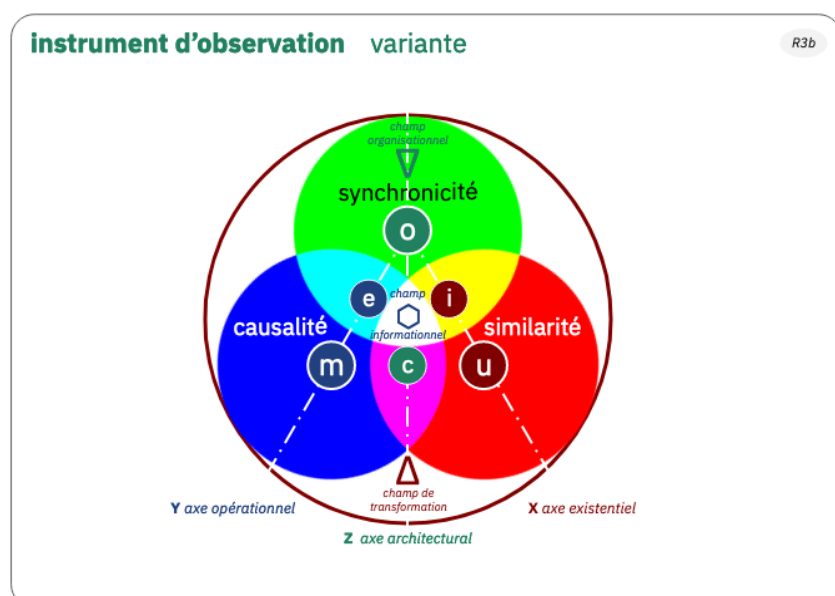 instrument d'observation variante
R3b
champ
organisationnel
synchronicité
o
e
champ
i
causalité
similarité
informationnel
m
c
u
champ de
transformation
Y axe opérationnel
X axe existentiel
Z axe architectural